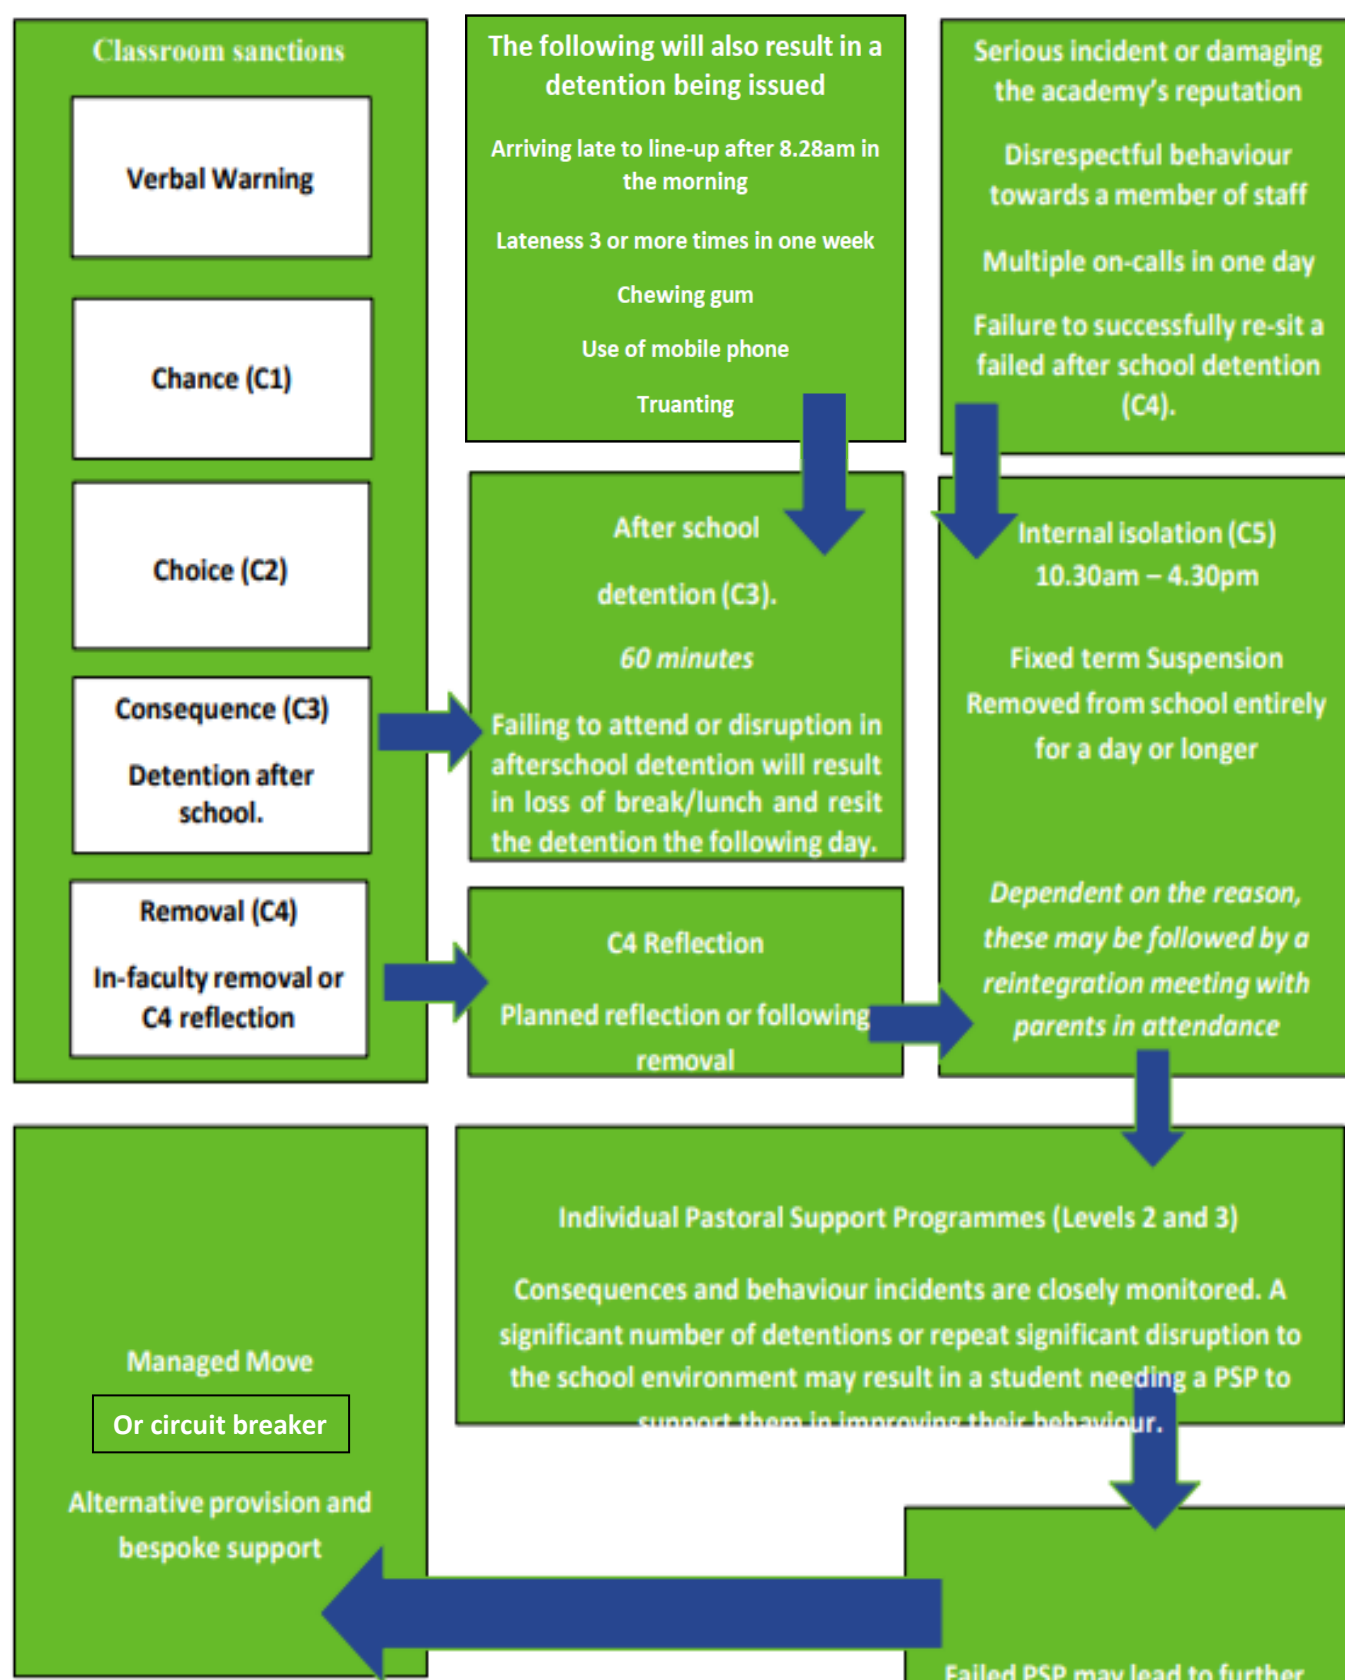 Classroom sanctions
Verbal Warning
Chance (C1)
Choice (C2)
Consequence (C3)
Detention after
school.
Removal (C4)
In-faculty removal or
C4 reflection
The following will also result in a
detention being issued
Arriving late to line-up after 8.28am in
the morning
Lateness 3 or more times in one week
Chewing gum
Use of mobile phone
Truanting
After school
detention (C3).
60 minutes
Failing to attend or disruption in
afterschool detention will result
in loss of break/lunch and resit
the detention the following day.
C4 Reflection
Planned reflection or following
removal
Serious incident or damaging
the academy's reputation
Disrespectful behaviour
towards a member of staff
Multiple on-calls in one day
Failure to successfully re-sit a
failed after school detention
(C4).
Internal isolation (C5)
10.30am – 4.30pm
Fixed term Suspension
Removed from school entirely
for a day or longer
Dependent on the reason,
these may be followed by a
reintegration meeting with
parents in attendance
Individual Pastoral Support Programmes (Levels 2 and 3)
Consequences and behaviour incidents are closely monitored. A
significant number of detentions or repeat significant disruption to
the school environment may result in a student needing a PSP to
support them in improving their behaviour.
Managed Move
Or circuit breaker
Alternative provision and
bespoke support
Failed PSP may lead to further